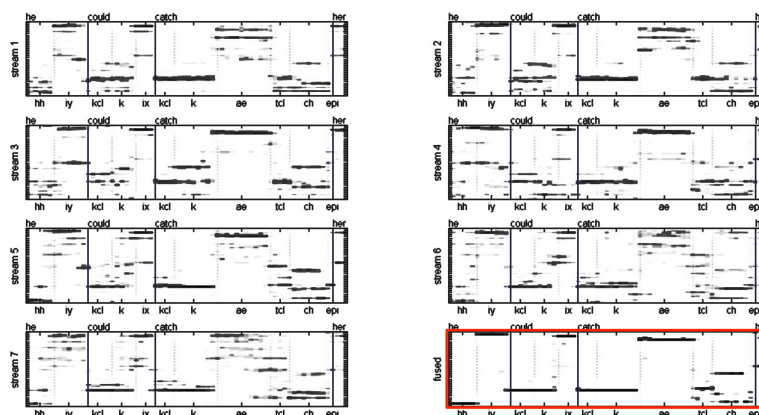 he could catch her
stream 1
hh iy kcl k ix kcl k ae tcl ch epi
he could catch her
stream 2
hh iy kcl k ix kcl k ae tcl ch epi
he could catch her
stream 3
hh iy kcl k ix kcl k ae tcl ch epi
he could catch her
stream 4
hh iy kcl k ix kcl k ae tcl ch epi
he could catch her
stream 5
hh iy kcl k ix kcl k ae tcl ch epi
he could catch her
stream 6
hh iy kcl k ix kcl k ae tcl ch epi
he could catch her
stream 7
hh iy kcl k ix kcl k ae tcl ch epi
he could catch her
fused
hh iy kcl k ix kcl k ae tcl ch epi